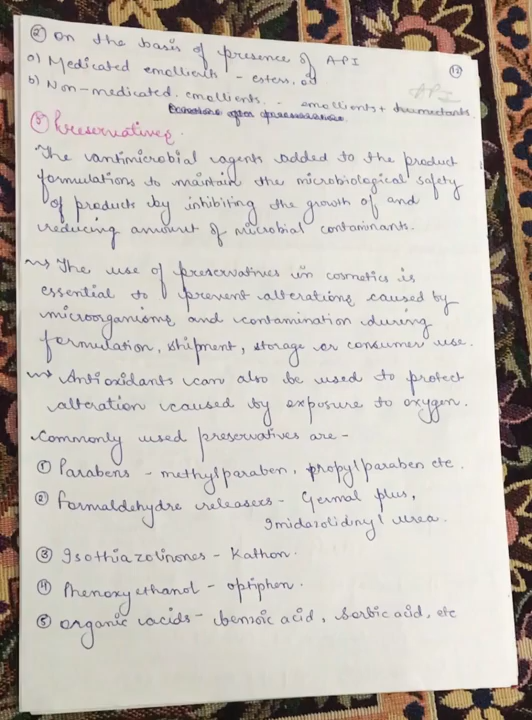 ② On the basis of presence of API
12
a) Medicated emollients - esters, oil
API
b) Non-medicated emollients. - emollients + humectants.
⑤ Preservatives.
The antimicrobial agents added to the product
formulations to maintain the microbiological safety
of products by inhibiting the growth of and
reducing amount of microbial contaminants.
→ The use of preservatives in cosmetics is
essential to prevent alterations caused by
microorganisms and contamination during
formulation, shipment, storage or consumer use.
→ Antioxidants can also be used to protect
alteration caused by exposure to oxygen.
Commonly used preservatives are -
① Parabens - methylparaben, propylparaben etc.
② Formaldehydre releasers - Germal plus,
Imidazolidinyl urea.
③ Isothiazolinones - Kathon.
④ Phenoxyethanol - optiphen.
⑤ organic acids - benzoic acid, sorbic acid, etc